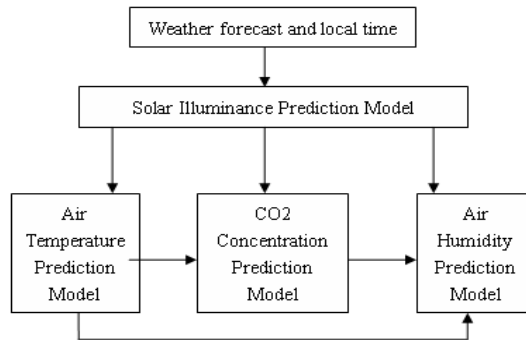 Weather forecast and local time
Solar Illuminance Prediction Model
Air
Temperature
Prediction
Model
CO2
Concentration
Prediction
Model
Air
Humidity
Prediction
Model